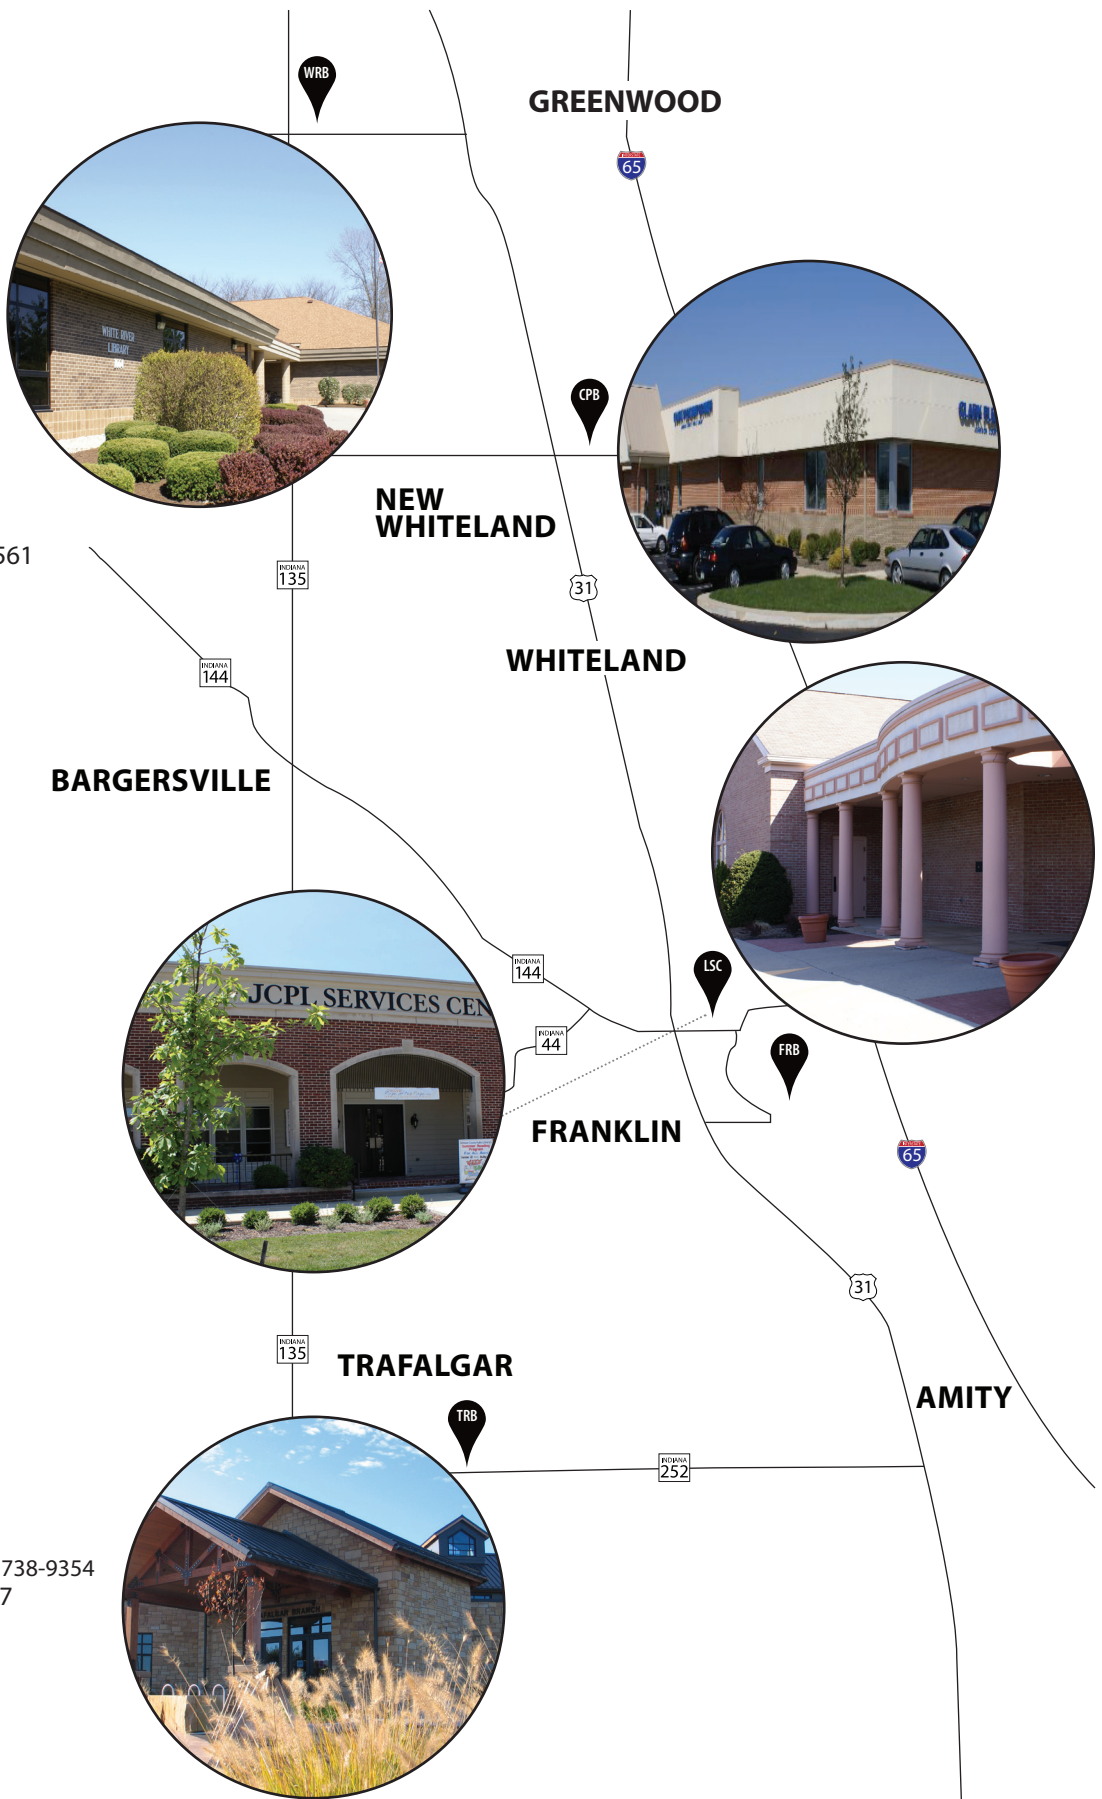 WRB
GREENWOOD
65
WHITE RIVER
LIBRARY
CPB
NEW
WHITELAND
561
INDIANA
135
31
WHITELAND
INDIANA
144
BARGERSVILLE
JCPL SERVICES CEN
INDIANA
144
LSC
INDIANA
44
FRB
FRANKLIN
65
31
INDIANA
135
TRAFALGAR
AMITY
TRB
INDIANA
252
738-9354
7
TRAFALGAR BRANCH